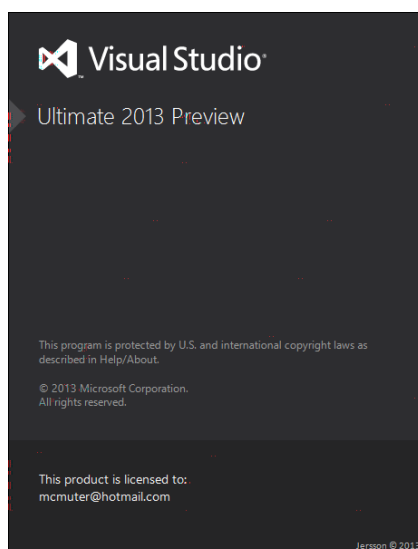 Visual Studio®
Ultimate 2013 Preview
This program is protected by U.S. and international copyright laws as
described in Help/About.
© 2013 Microsoft Corporation.
All rights reserved.
This product is licensed to:
mcmuter@hotmail.com
Jersson © 2013